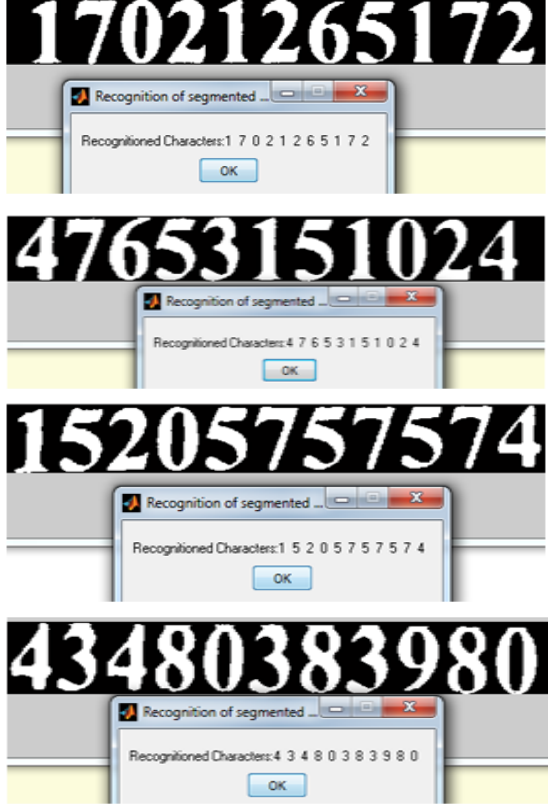 17021265172
Recognition of segmented ...
Recognitioned Characters:1 7 0 2 1 2 6 5 1 7 2
OK
47653151024
Recognition of segmented ...
Recognitioned Characters:4 7 6 5 3 1 5 1 0 2 4
OK
15205757574
Recognition of segmented ...
Recognitioned Characters:1 5 2 0 5 7 5 7 5 7 4
OK
43480383980
Recognition of segmented ...
Recognitioned Characters:4 3 4 8 0 3 8 3 9 8 0
OK